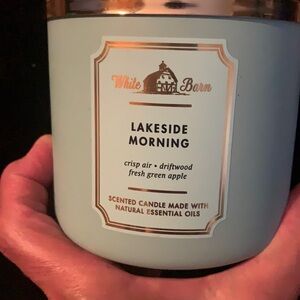 White Barn
LAKESIDE
MORNING
crisp air • driftwood
fresh green apple
SCENTED CANDLE MADE WITH
NATURAL ESSENTIAL OILS